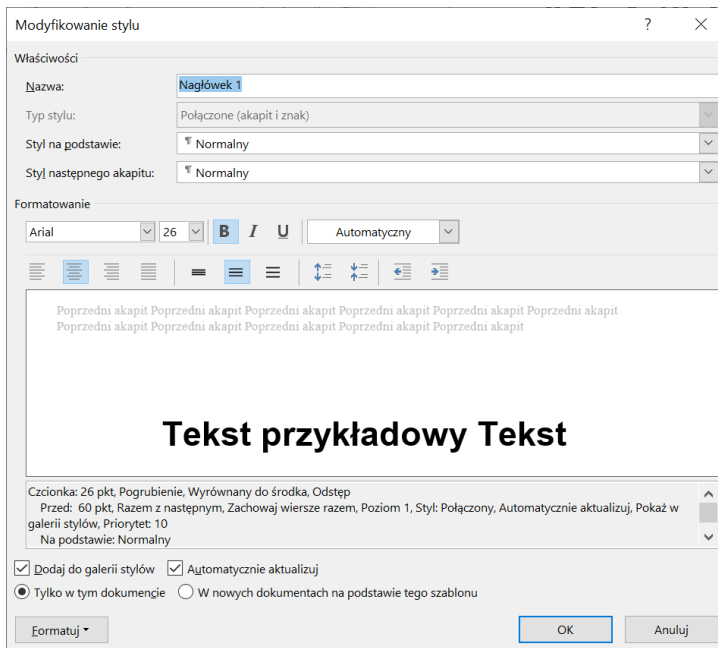 Modyfikowanie stylu ? ×
Właściwości
Nazwa: Nagłówek 1
Typ stylu: Połączone (akapit i znak)
Styl na podstawie: ¶ Normalny
Styl następnego akapitu: ¶ Normalny
Formatowanie
Arial 26 B I U Automatyczny
Poprzedni akapit Poprzedni akapit Poprzedni akapit Poprzedni akapit Poprzedni akapit Poprzedni akapit
Poprzedni akapit Poprzedni akapit Poprzedni akapit Poprzedni akapit Poprzedni akapit
Tekst przykładowy Tekst
Czcionka: 26 pkt, Pogrubienie, Wyrównany do środka, Odstęp
Przed: 60 pkt, Razem z następnym, Zachowaj wiersze razem, Poziom 1, Styl: Połączony, Automatycznie aktualizuj, Pokaż w
galerii stylów, Priorytet: 10
Na podstawie: Normalny
Dodaj do galerii stylów Automatycznie aktualizuj
Tylko w tym dokumencie W nowych dokumentach na podstawie tego szablonu
Formatuj OK Anuluj